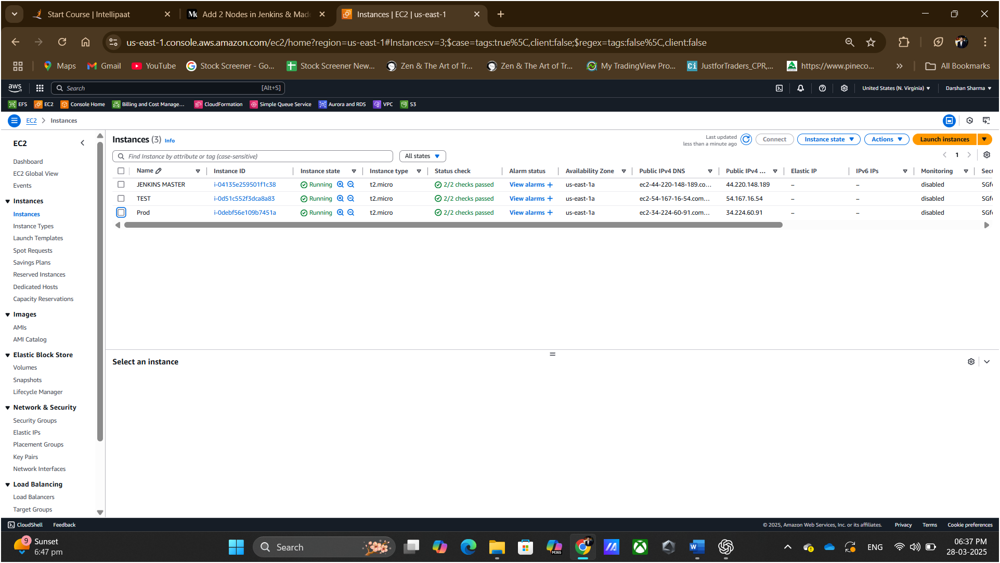 Start Course | Intellipaat
Add 2 Nodes in Jenkins & Mad
Instances | EC2 | us-east-1
us-east-1.console.aws.amazon.com/ec2/home?region=us-east-1#Instances:v=3;$case=tags:true%5C,client:false;$regex=tags:false%5C,client:false
Maps Gmail YouTube Stock Screener - Go... Stock Screener New... Zen & The Art of Tr... Zen & The Art of Tr... My TradingView Pro... Ci JustforTraders_CPR,... https://www.pineco... » All Bookmarks
aws Search [Alt+S] United States (N. Virginia) Darshan Sharma
EFS EC2 Console Home Billing and Cost Manage... CloudFormation Simple Queue Service Aurora and RDS VPC S3
EC2 > Instances
EC2
Dashboard
EC2 Global View
Events
Instances
Instances
Instance Types
Launch Templates
Spot Requests
Savings Plans
Reserved Instances
Dedicated Hosts
Capacity Reservations
Images
AMIs
AMI Catalog
Elastic Block Store
Volumes
Snapshots
Lifecycle Manager
Network & Security
Security Groups
Elastic IPs
Placement Groups
Key Pairs
Network Interfaces
Load Balancing
Load Balancers
Target Groups
Instances (3) Info
Last updated
less than a minute ago
Connect Instance state Actions Launch instances
Find Instance by attribute or tag (case-sensitive) All states 1
Name Instance ID Instance state Instance type Status check Alarm status Availability Zone Public IPv4 DNS Public IPv4 ... Elastic IP IPv6 IPs Monitoring Sec
JENKINS MASTER i-04135e259501f1c38 Running t2.micro 2/2 checks passed View alarms + us-east-1a ec2-44-220-148-189.co... 44.220.148.189 – – disabled SGf
TEST i-0d51c552f3dca8a83 Running t2.micro 2/2 checks passed View alarms + us-east-1a ec2-54-167-16-54.com... 54.167.16.54 – – disabled SGf
Prod i-0debf56e109b7451a Running t2.micro 2/2 checks passed View alarms + us-east-1a ec2-34-224-60-91.com... 34.224.60.91 – – disabled SGf
Select an instance
CloudShell Feedback © 2025, Amazon Web Services, Inc. or its affiliates. Privacy Terms Cookie preferences
9
Sunset
6:47 pm
Search
M365
ENG
06:37 PM
28-03-2025